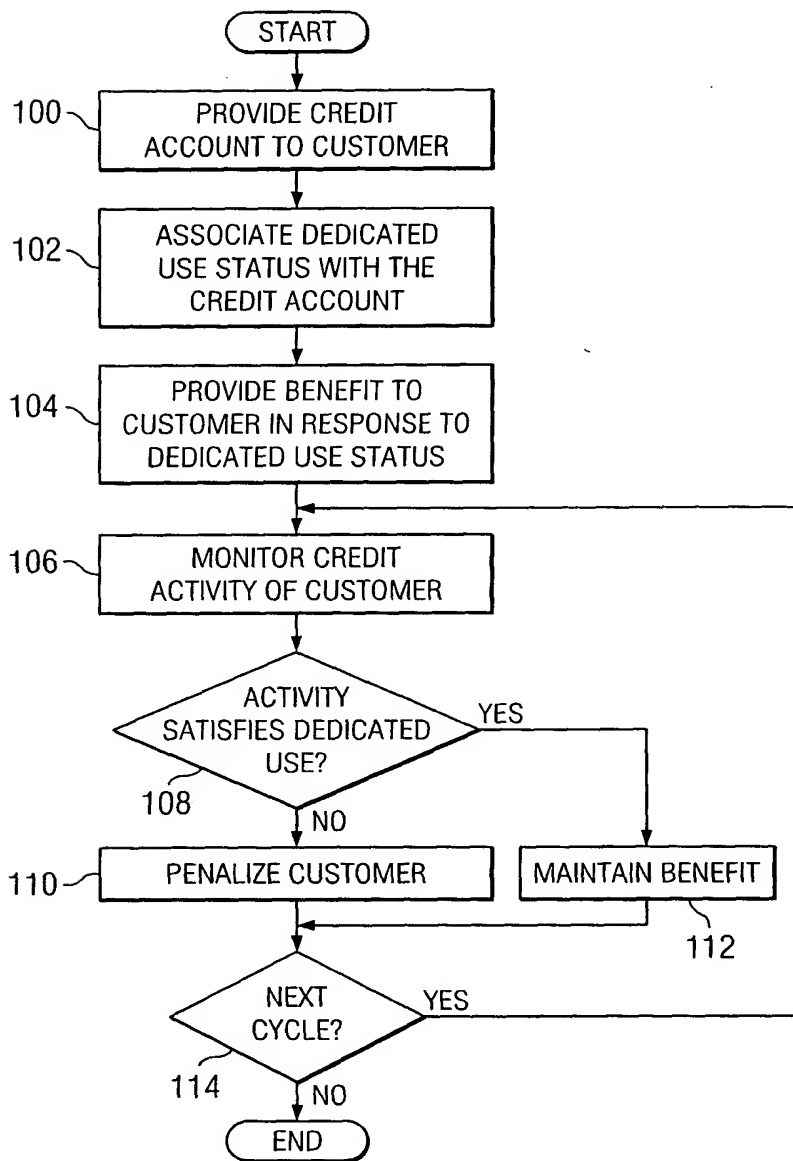 START
100
PROVIDE CREDIT
ACCOUNT TO CUSTOMER
102
ASSOCIATE DEDICATED
USE STATUS WITH THE
CREDIT ACCOUNT
104
PROVIDE BENEFIT TO
CUSTOMER IN RESPONSE TO
DEDICATED USE STATUS
106
MONITOR CREDIT
ACTIVITY OF CUSTOMER
ACTIVITY
SATISFIES DEDICATED
USE?
YES
108
NO
110
PENALIZE CUSTOMER
MAINTAIN BENEFIT
112
NEXT
CYCLE?
YES
114
NO
END